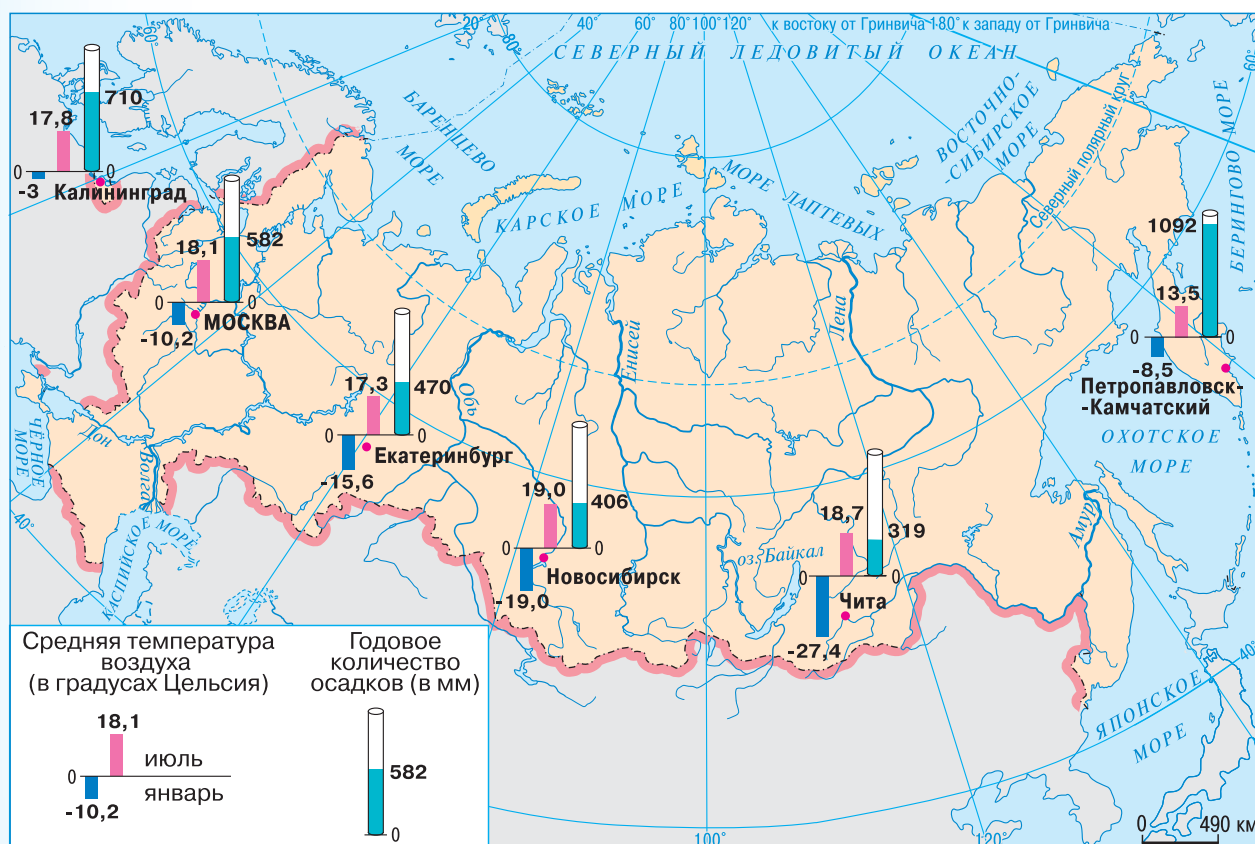 20°
40°
60°
80°
100°
120°
к востоку от Гринвича
180°
к западу от Гринвича
60°
80°
60°
СЕВЕРНЫЙ ЛЕДОВИТЫЙ ОКЕАН
БАРЕНЦЕВО
МОРЕ
КАРСКОЕ МОРЕ
МОРЕ ЛАПТЕВЫХ
ВОСТОЧНО-
-СИБИРСКОЕ
МОРЕ
Северный полярный круг
БЕРИНГОВО МОРЕ
710
17,8
0
0
-3
Калининград
582
18,1
0
0
-10,2
МОСКВА
470
17,3
0
0
-15,6
Екатеринбург
406
19,0
0
0
-19,0
Новосибирск
319
18,7
0
0
-27,4
Чита
1092
13,5
0
0
-8,5
Петропавловск-
-Камчатский
ОХОТСКОЕ
МОРЕ
Обь
Енисей
Лена
Амур
оз. Байкал
Дон
Волга
ЧЕРНОЕ
МОРЕ
КАСПИЙСКОЕ МОРЕ
40°
ЯПОНСКОЕ
МОРЕ
40°
100°
120°
0 490 км
Средняя температура
воздуха
(в градусах Цельсия)
18,1
июль
0
январь
-10,2
Годовое
количество
осадков (в мм)
582
0